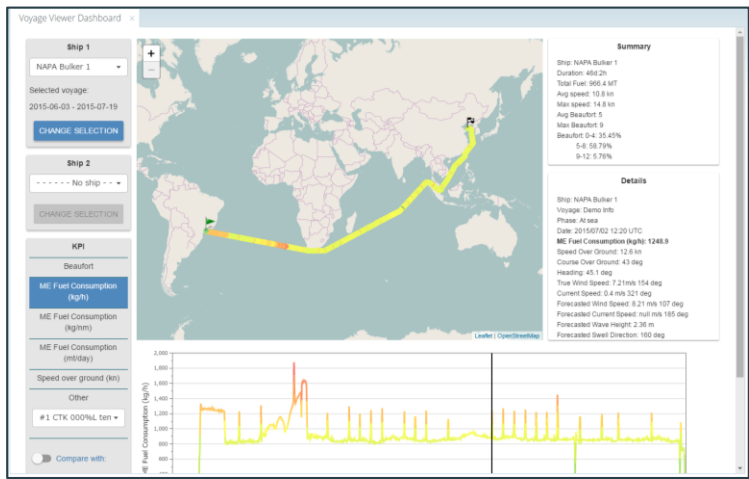 Voyage Viewer Dashboard ×
Ship 1
NAPA Bulker 1
Selected voyage:
2015-06-03 - 2015-07-19
CHANGE SELECTION
Ship 2
- - - - - - No ship - -
CHANGE SELECTION
KPI
Beaufort
ME Fuel Consumption
(kg/h)
ME Fuel Consumption
(kg/nm)
ME Fuel Consumption
(mt/day)
Speed over ground (kn)
Other
#1 CTK 000%L ten
Compare with:
+
−
Leaflet | OpenStreetMap
Summary
Ship: NAPA Bulker 1
Duration: 46d:2h
Total Fuel: 966.4 MT
Avg speed: 10.8 kn
Max speed: 14.8 kn
Avg Beaufort: 5
Max Beaufort: 9
Beaufort: 0-4: 35.45%
5-8: 58.79%
9-12: 5.76%
Details
Ship: NAPA Bulker 1
Voyage: Demo Info
Phase: At sea
Date: 2015/07/02 12:20 UTC
ME Fuel Consumption (kg/h): 1248.9
Speed Over Ground: 12.6 kn
Course Over Ground: 43 deg
Heading: 45.1 deg
True Wind Speed: 7.21m/s 154 deg
Current Speed: 0.4 m/s 321 deg
Forecasted Wind Speed: 8.21 m/s 107 deg
Forecasted Current Speed: null m/s 185 deg
Forecasted Wave Height: 2.36 m
Forecasted Swell Direction: 160 deg
ME Fuel Consumption (kg/h)
2,000
1,800
1,600
1,400
1,200
1,000
800
600